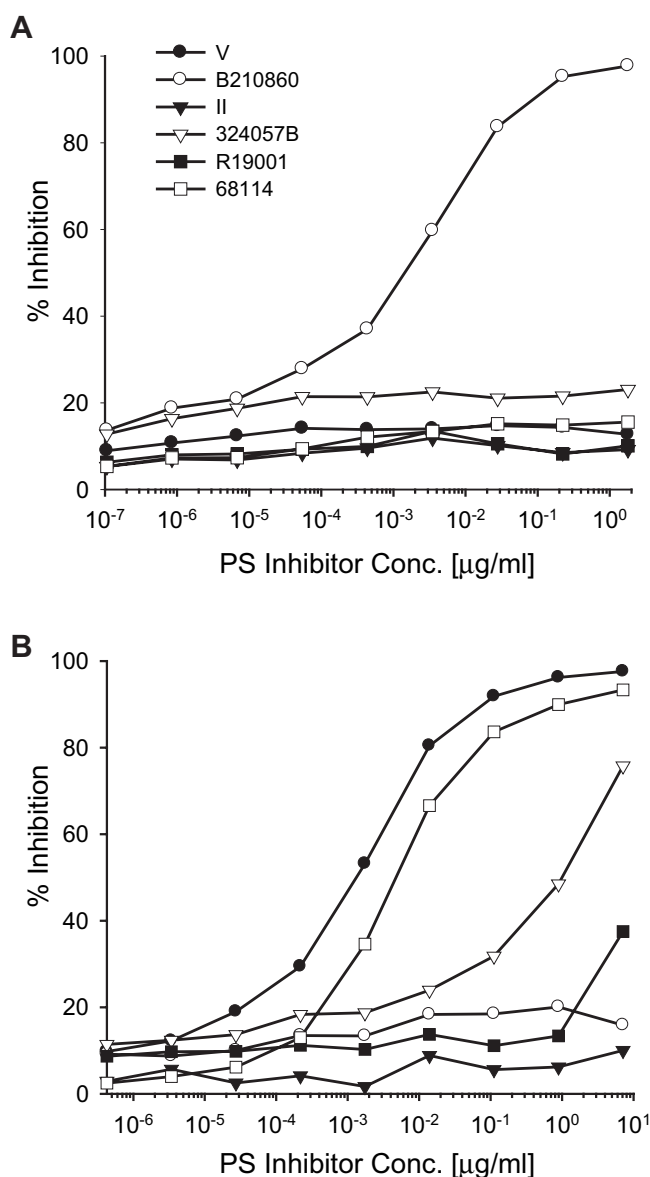 A
V
B210860
II
324057B
R19001
68114
100
80
60
40
20
0
% Inhibition
10⁻⁷ 10⁻⁶ 10⁻⁵ 10⁻⁴ 10⁻³ 10⁻² 10⁻¹ 10⁰
PS Inhibitor Conc. [μg/ml]
B
100
80
60
40
20
0
% Inhibition
10⁻⁶ 10⁻⁵ 10⁻⁴ 10⁻³ 10⁻² 10⁻¹ 10⁰ 10¹
PS Inhibitor Conc. [μg/ml]